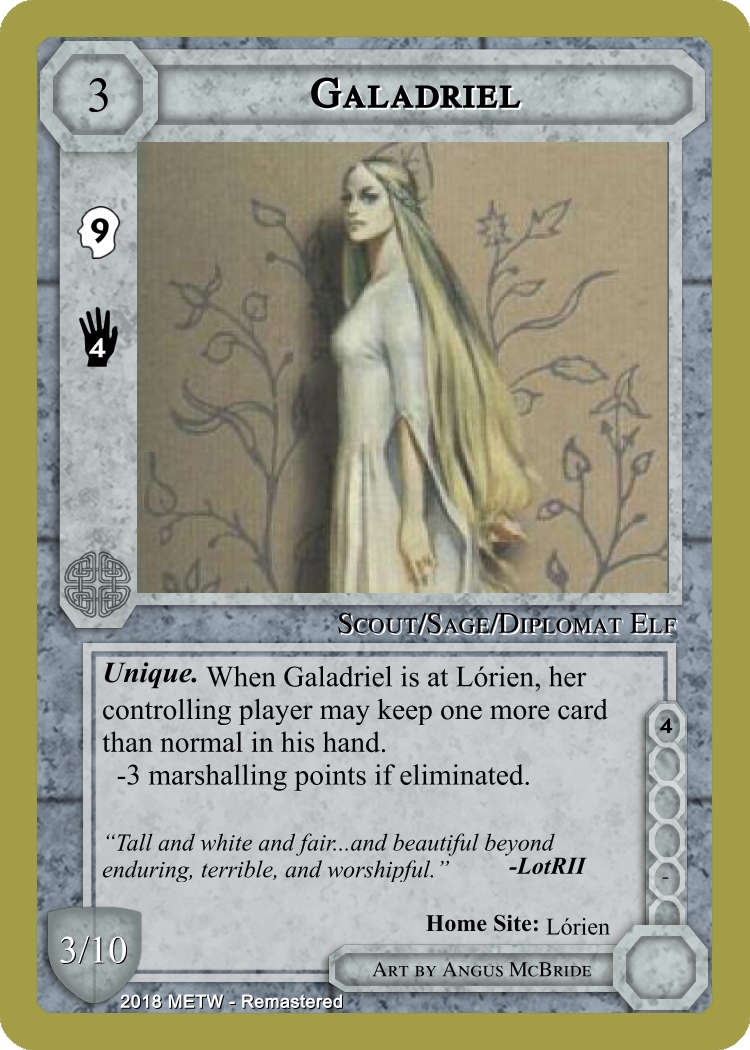 3
GALADRIEL
9
4
SCOUT/SAGE/DIPLOMAT ELF
Unique. When Galadriel is at Lórien, her
controlling player may keep one more card
than normal in his hand.
-3 marshalling points if eliminated.
4
-
“Tall and white and fair...and beautiful beyond
enduring, terrible, and worshipful.” -LotRII
Home Site: Lórien
3/10
ART BY ANGUS MCBRIDE
2018 METW - Remastered